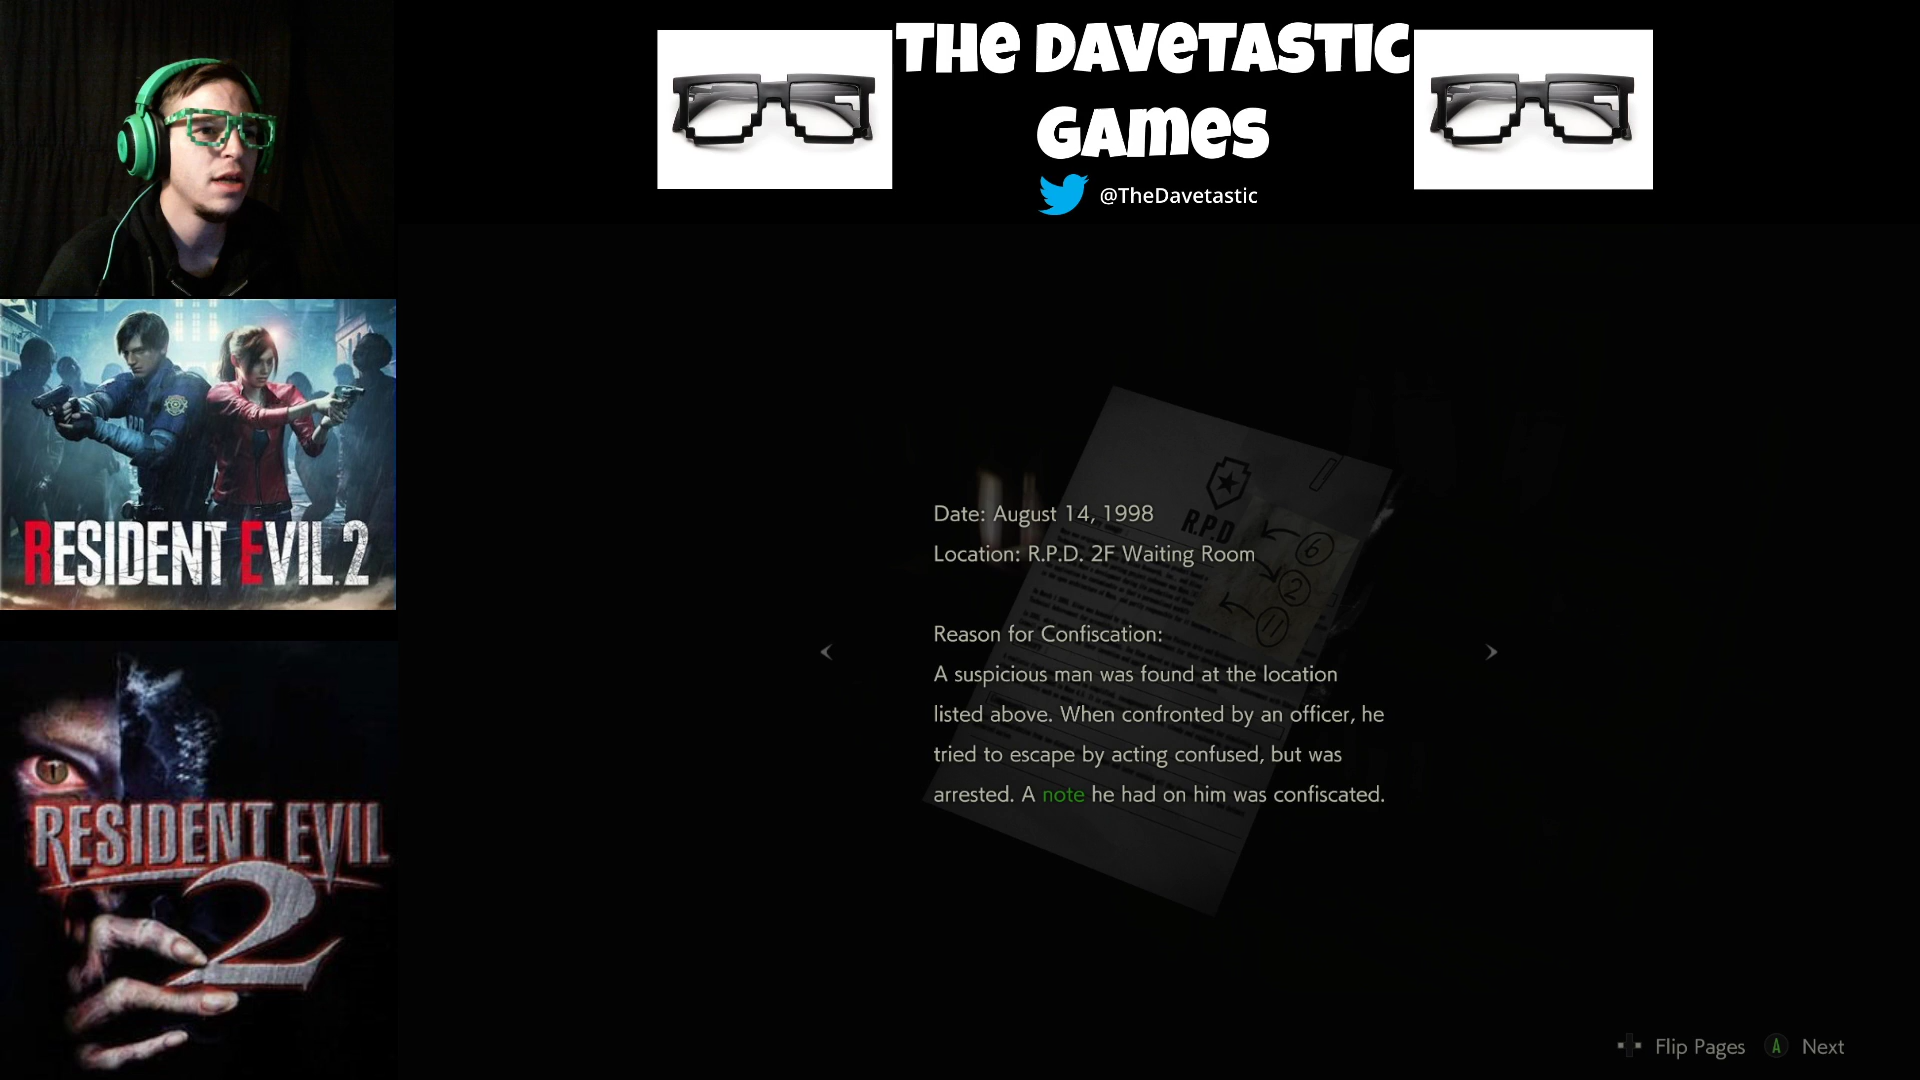 THE DAVETASTIC
GAMES
@TheDavetastic
RESIDENT EVIL 2
RESIDENT EVIL
2
R.P.D
6
2
11
Date: August 14, 1998
Location: R.P.D. 2F Waiting Room
Reason for Confiscation:
A suspicious man was found at the location
listed above. When confronted by an officer, he
tried to escape by acting confused, but was
arrested. A note he had on him was confiscated.
Flip Pages A Next